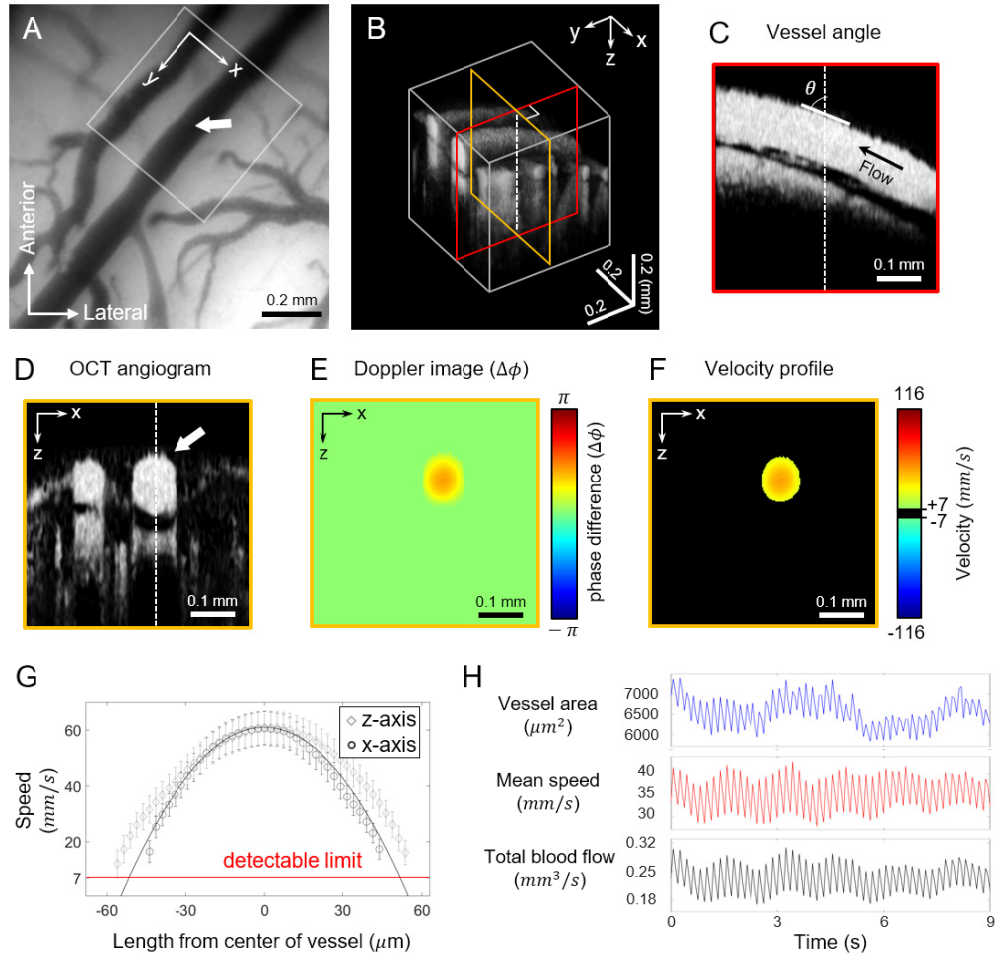 A
x
y
Anterior
Lateral
0.2 mm
B
y
x
z
0.2
0.2
0.2 (mm)
C Vessel angle
θ
Flow
0.1 mm
D OCT angiogram
x
z
0.1 mm
E Doppler image (Δϕ)
x
z
0.1 mm
π
phase difference (Δϕ)
− π
F Velocity profile
x
z
0.1 mm
116
+7
-7
-116
Velocity (mm/s)
G
Speed
(mm/s)
60
40
20
7
z-axis
x-axis
detectable limit
-60 -30 0 30 60
Length from center of vessel (μm)
H
Vessel area
(μm²)
7000
6500
6000
Mean speed
(mm/s)
40
35
30
Total blood flow
(mm³/s)
0.32
0.25
0.18
0 3 6 9
Time (s)